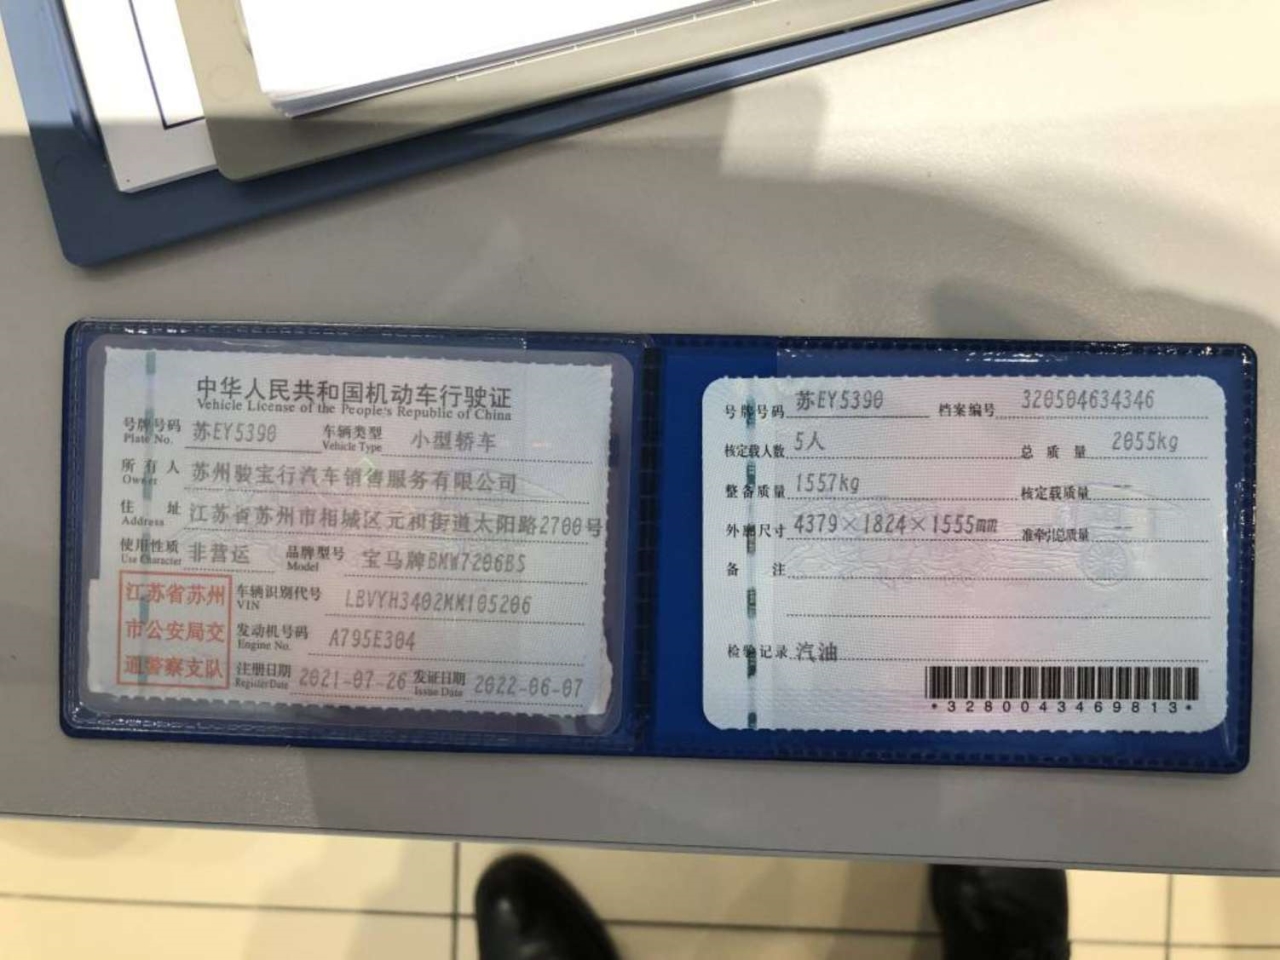 中华人民共和国机动车行驶证
Vehicle License of the People's Republic of China
号牌号码 苏EY5390 车辆类型 小型轿车
Plate No. Vehicle Type
所有人 苏州骏宝行汽车销售服务有限公司
Owner
住址 江苏省苏州市相城区元和街道太阳路2700号
Address
使用性质 非营运 品牌型号 宝马牌BMW7206BS
Use Character Model
江苏省苏州市公安局交通警察支队
车辆识别代号 LBVYH3402MM105206
VIN
发动机号码 A795E304
Engine No.
注册日期 2021-07-26 发证日期 2022-06-07
Register Date Issue Date
号牌号码 苏EY5390 档案编号 320504634346
核定载人数 5人 总质量 2055kg
整备质量 1557kg 核定载质量 --
外廓尺寸 4379×1824×1555mm 准牵引总质量 --
备注
检验记录 汽油
*3280043469813*